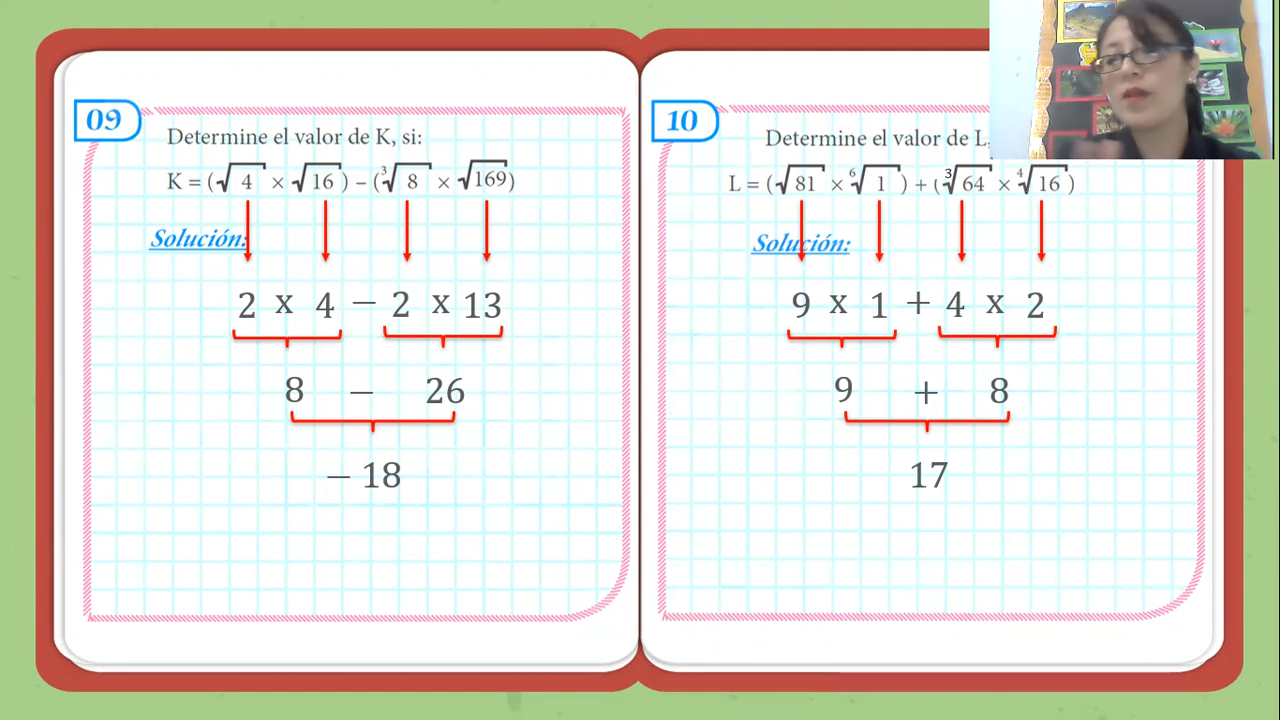 09
Determine el valor de K, si:
K = (√4 × √16) − (∛8 × √169)
Solución:
2 x 4 − 2 x 13
8 − 26
− 18
10
Determine el valor de L,
L = (√81 × ⁶√1) + (∛64 × ⁴√16)
Solución:
9 x 1 + 4 x 2
9 + 8
17